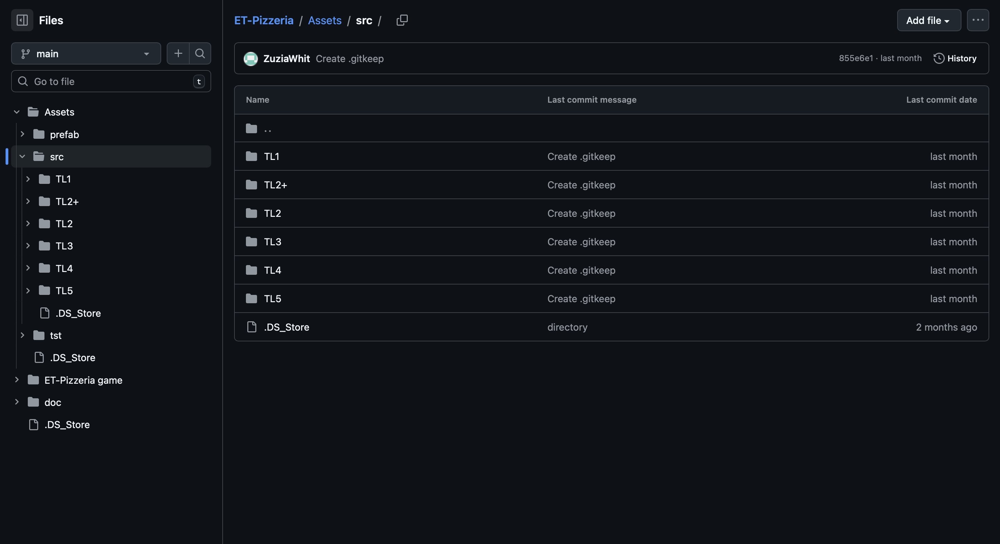 Files
main
Go to file
t
Assets
prefab
src
TL1
TL2+
TL2
TL3
TL4
TL5
.DS_Store
tst
.DS_Store
ET-Pizzeria game
doc
.DS_Store
ET-Pizzeria / Assets / src /
Add file
ZuziaWhit Create .gitkeep 855e6e1 · last month History
Name Last commit message Last commit date
..
TL1 Create .gitkeep last month
TL2+ Create .gitkeep last month
TL2 Create .gitkeep last month
TL3 Create .gitkeep last month
TL4 Create .gitkeep last month
TL5 Create .gitkeep last month
.DS_Store directory 2 months ago